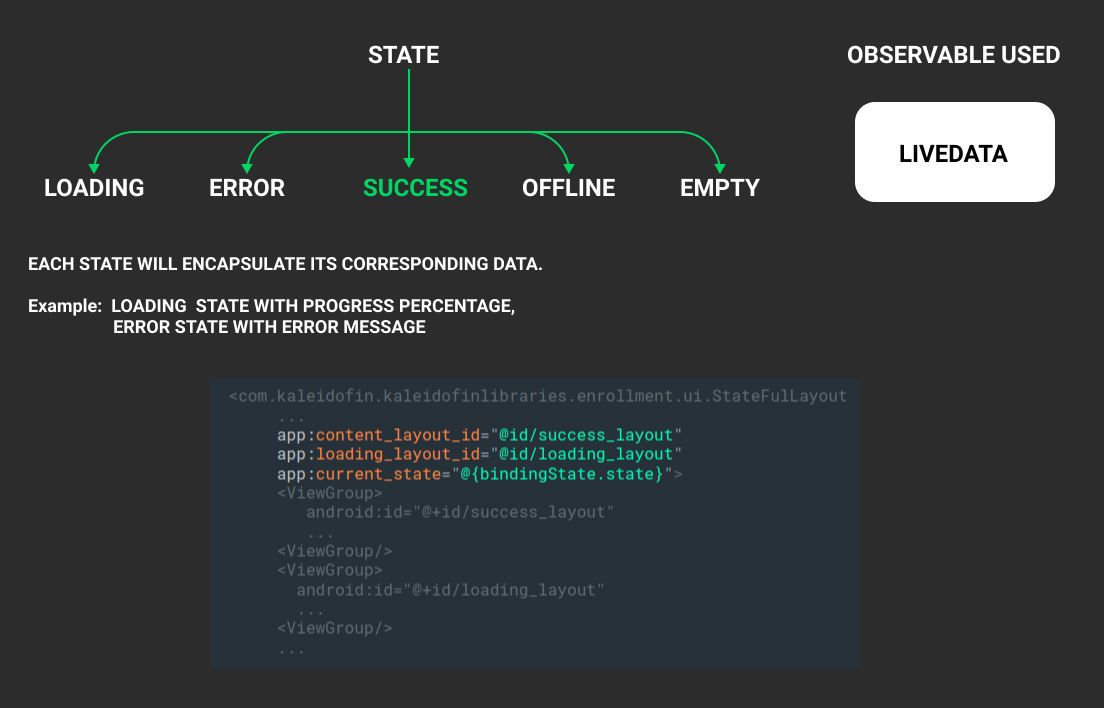 STATE
OBSERVABLE USED
LIVEDATA
LOADING ERROR SUCCESS OFFLINE EMPTY
EACH STATE WILL ENCAPSULATE ITS CORRESPONDING DATA.
Example: LOADING STATE WITH PROGRESS PERCENTAGE,
ERROR STATE WITH ERROR MESSAGE
<com.kaleidofin.kaleidofinlibraries.enrollment.ui.StateFulLayout
...
app:content_layout_id="@id/success_layout"
app:loading_layout_id="@id/loading_layout"
app:current_state="@{bindingState.state}">
<ViewGroup>
android:id="@+id/success_layout"
...
<ViewGroup/>
<ViewGroup>
android:id="@+id/loading_layout"
...
<ViewGroup/>
...